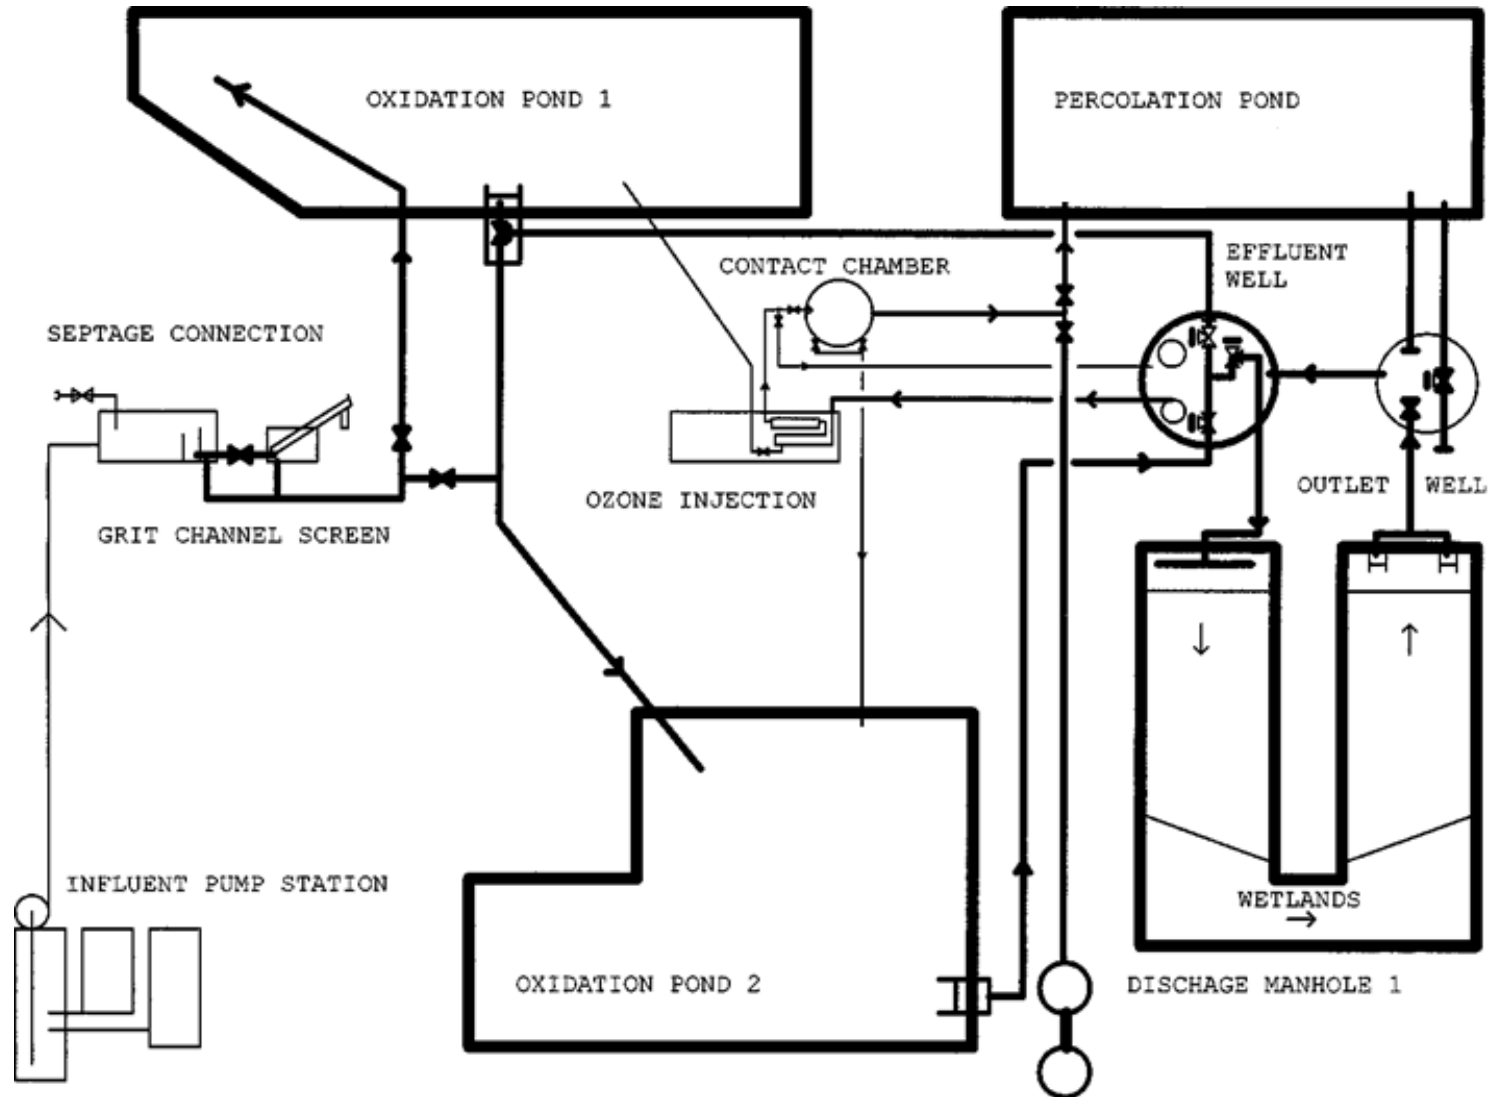 OXIDATION POND 1
PERCOLATION POND
EFFLUENT
WELL
CONTACT CHAMBER
SEPTAGE CONNECTION
OUTLET WELL
OZONE INJECTION
GRIT CHANNEL SCREEN
INFLUENT PUMP STATION
WETLANDS
OXIDATION POND 2
DISCHAGE MANHOLE 1